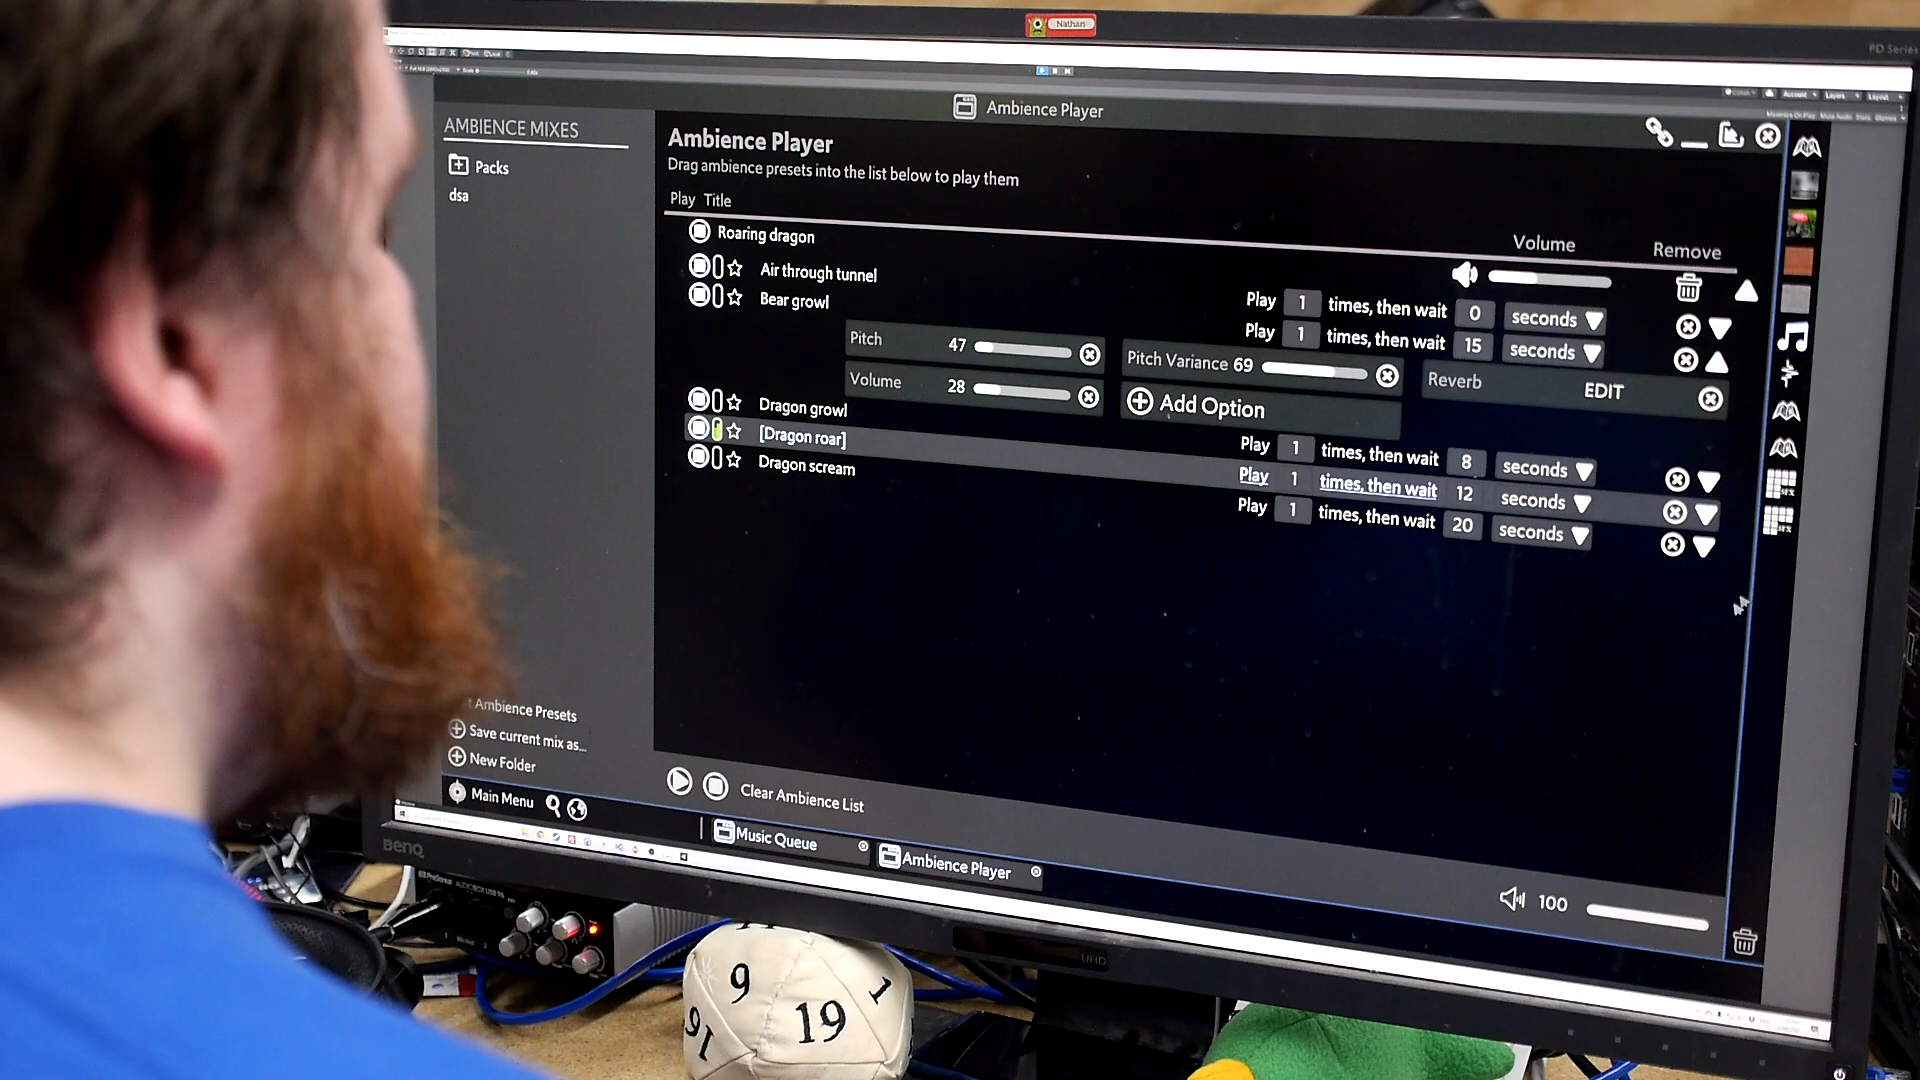 Nathan
PD Series
Ambience Player
AMBIENCE MIXES
Packs
dsa
Ambience Player
Drag ambience presets into the list below to play them
Play Title
Volume Remove
Roaring dragon
Air through tunnel
Play 1 times, then wait 0 seconds
Bear growl
Play 1 times, then wait 15 seconds
Pitch 47
Pitch Variance 69
Reverb EDIT
Volume 28
Add Option
Dragon growl
Play 1 times, then wait 8 seconds
[Dragon roar]
Play 1 times, then wait 12 seconds
Dragon scream
Play 1 times, then wait 20 seconds
Ambience Presets
Save current mix as...
New Folder
Main Menu
Clear Ambience List
Music Queue
Ambience Player
100
BenQ
UHD
9
1
19
16